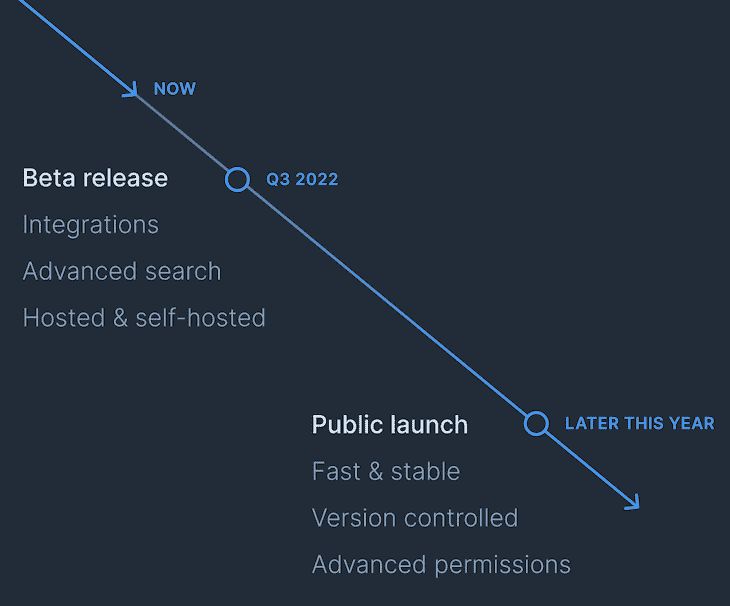 NOW
Beta release
Q3 2022
Integrations
Advanced search
Hosted & self-hosted
Public launch
LATER THIS YEAR
Fast & stable
Version controlled
Advanced permissions